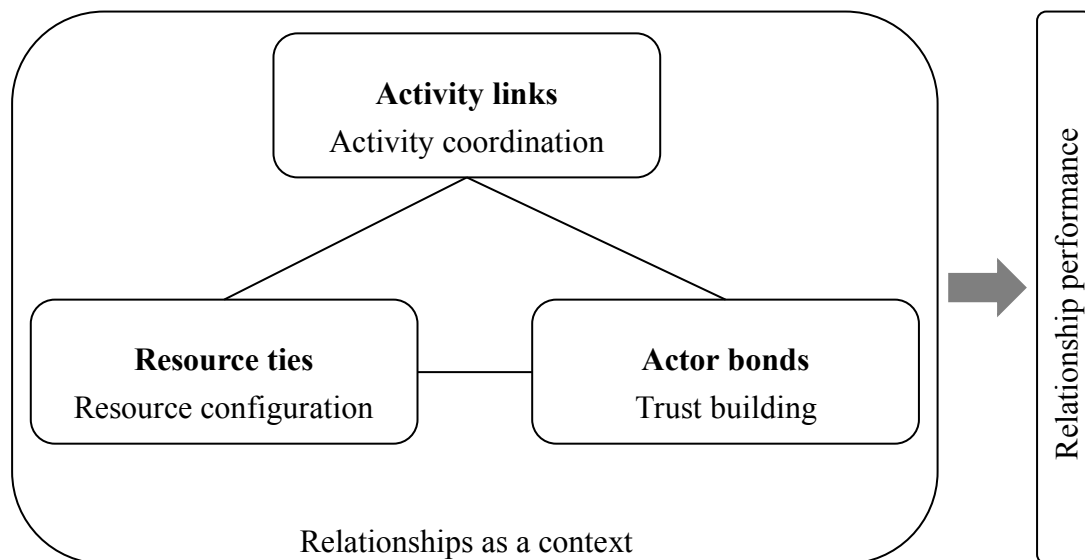 Activity links
Activity coordination
Resource ties
Resource configuration
Actor bonds
Trust building
Relationships as a context
Relationship performance